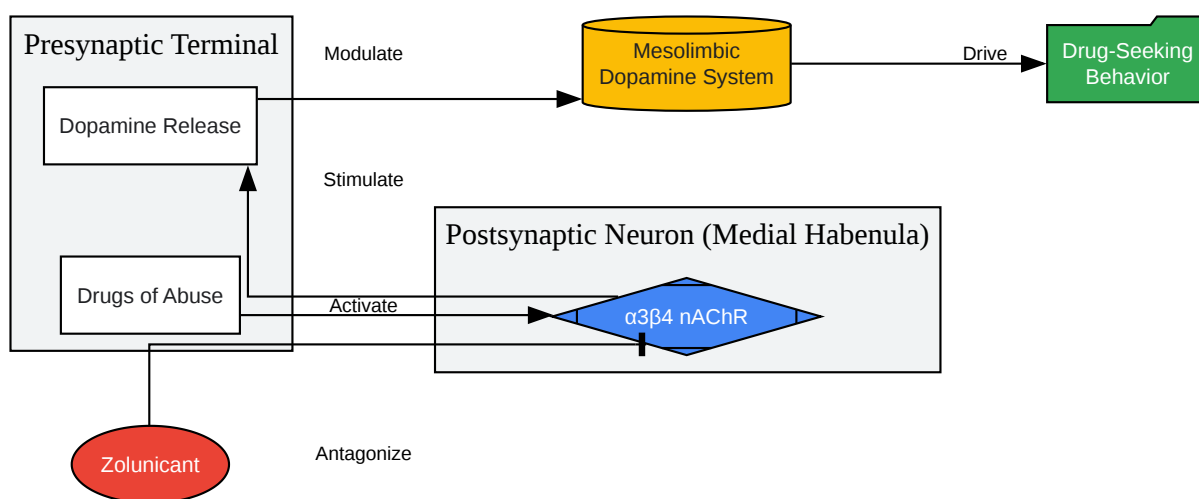 Presynaptic Terminal
Modulate
Mesolimbic
Dopamine System
Drive
Drug-Seeking
Behavior
Dopamine Release
Stimulate
Postsynaptic Neuron (Medial Habenula)
Drugs of Abuse
Activate
α3β4 nAChR
Zolunicant
Antagonize